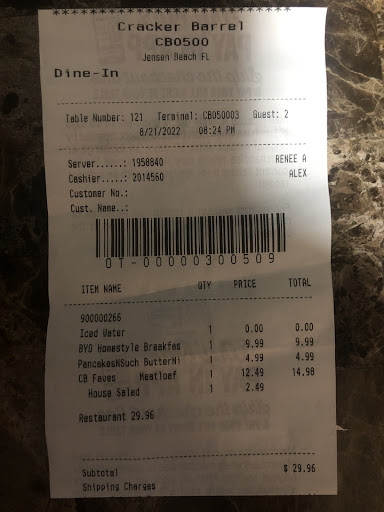 Cracker Barrel
CB0500
Jensen Beach FL
Dine-In
Table Number: 121 Terminal: CB050003 Guest: 2
8/21/2022 08:24 PM
Server.....: 1958840 RENEE A
Cashier.....: 2014560 ALEX
Customer No.:
Cust. Name..:
OT-00000300509
ITEM NAME QTY PRICE TOTAL
900000266
Iced Water 1 0.00 0.00
BYO Homestyle Breakfas 1 9.99 9.99
PancakesNSuch ButterMi 1 4.99 4.99
CB Faves Meatloaf 1 12.49 14.98
House Salad 1 2.49
Restaurant 29.96
Subtotal $ 29.96
Shipping Charges